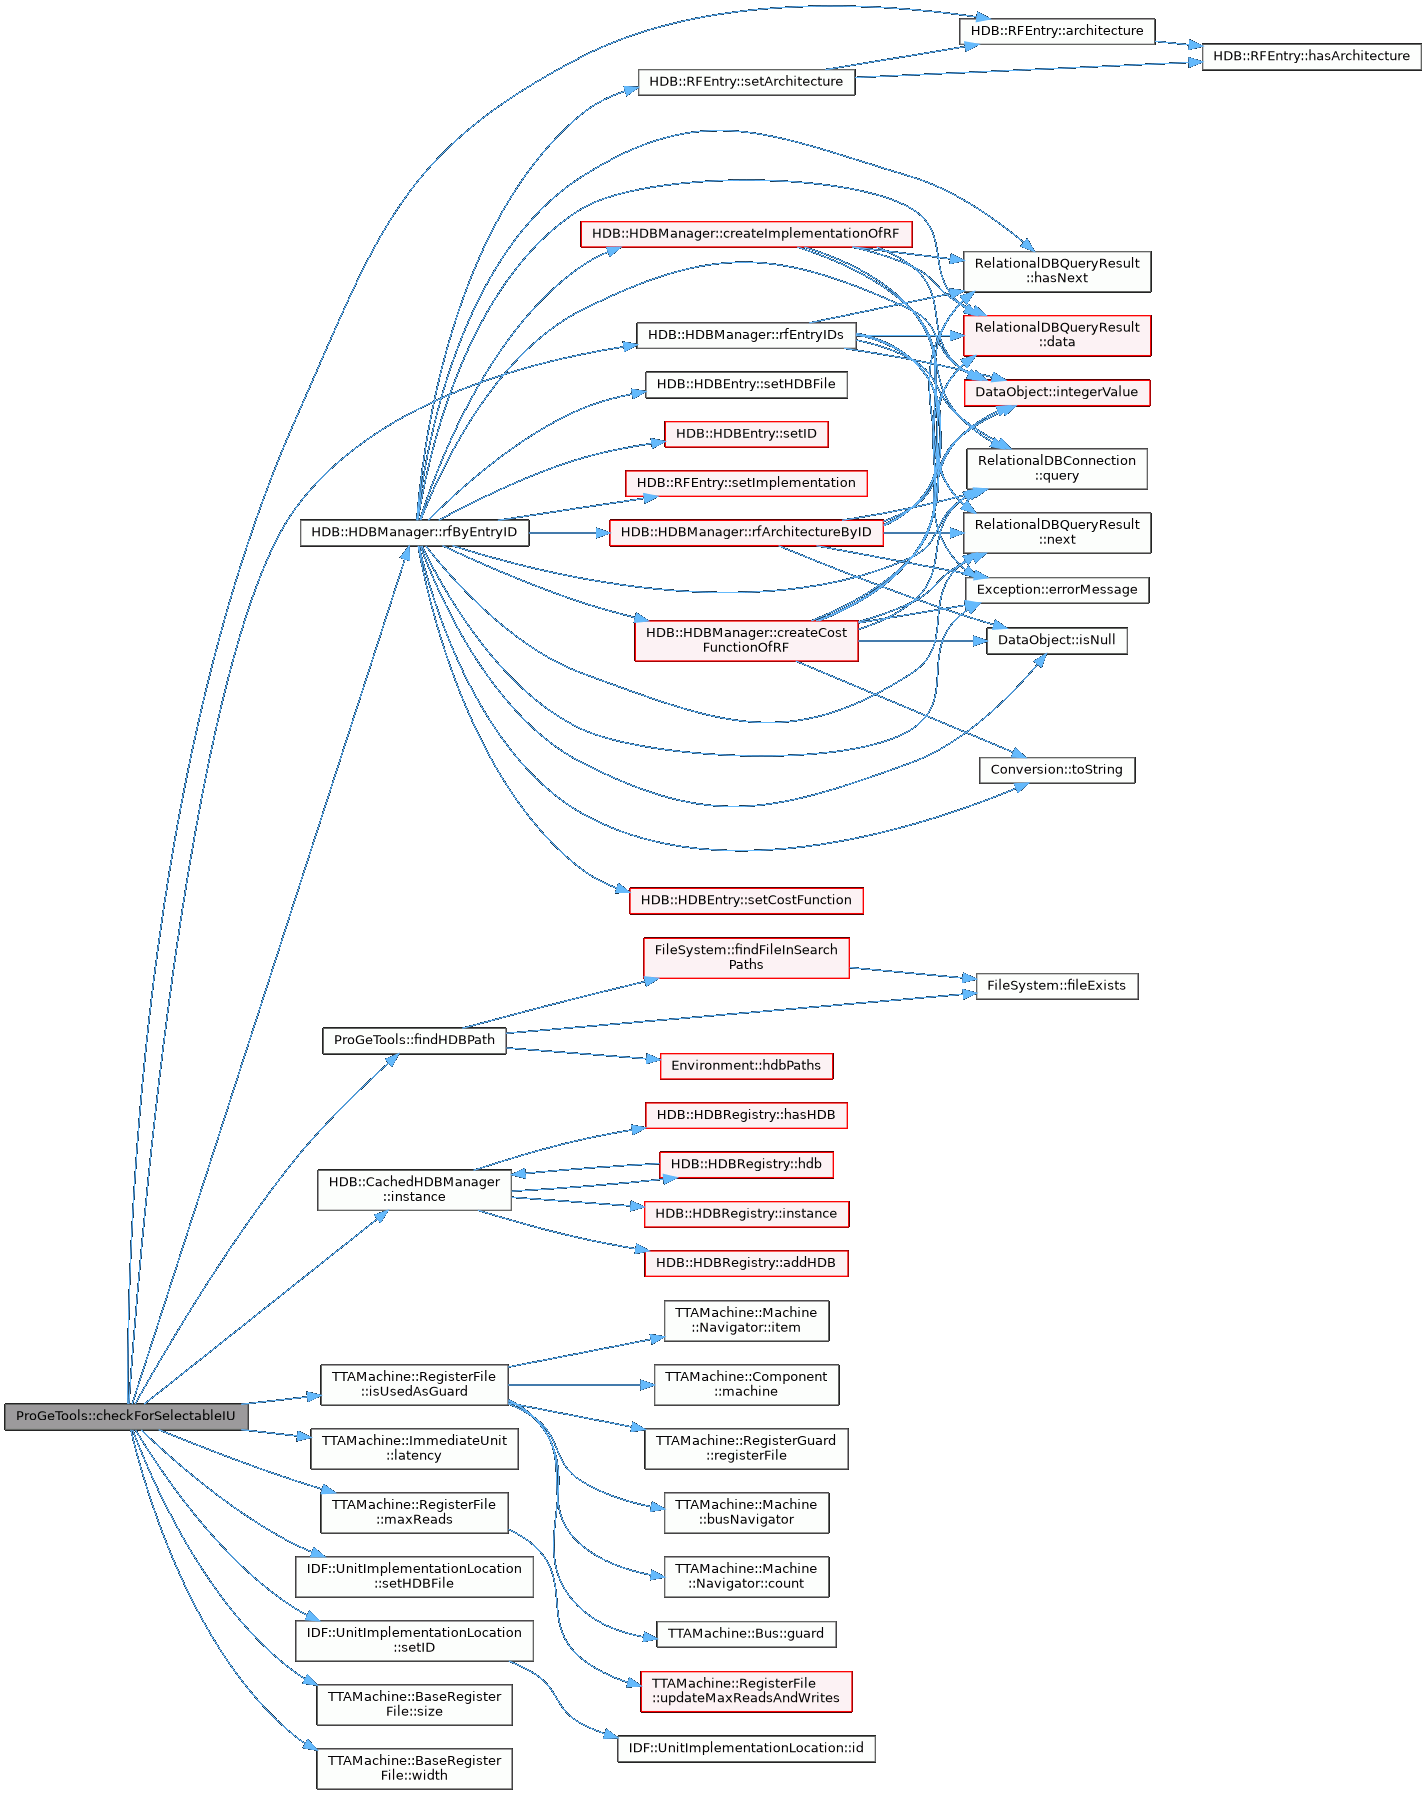 HDB::RFEntry::architecture
HDB::RFEntry::hasArchitecture
HDB::RFEntry::setArchitecture
HDB::HDBManager::createImplementationOfRF
RelationalDBQueryResult
::hasNext
HDB::HDBManager::rfEntryIDs
RelationalDBQueryResult
::data
HDB::HDBEntry::setHDBFile
DataObject::integerValue
HDB::HDBEntry::setID
RelationalDBConnection
::query
HDB::RFEntry::setImplementation
HDB::HDBManager::rfByEntryID
HDB::HDBManager::rfArchitectureByID
RelationalDBQueryResult
::next
Exception::errorMessage
HDB::HDBManager::createCost
FunctionOfRF
DataObject::isNull
Conversion::toString
HDB::HDBEntry::setCostFunction
FileSystem::findFileInSearch
Paths
FileSystem::fileExists
ProGeTools::findHDBPath
Environment::hdbPaths
HDB::HDBRegistry::hasHDB
HDB::HDBRegistry::hdb
HDB::CachedHDBManager
::instance
HDB::HDBRegistry::instance
HDB::HDBRegistry::addHDB
TTAMachine::Machine
::Navigator::item
TTAMachine::RegisterFile
::isUsedAsGuard
TTAMachine::Component
::machine
ProGeTools::checkForSelectableIU
TTAMachine::ImmediateUnit
::latency
TTAMachine::RegisterGuard
::registerFile
TTAMachine::RegisterFile
::maxReads
TTAMachine::Machine
::busNavigator
IDF::UnitImplementationLocation
::setHDBFile
TTAMachine::Machine
::Navigator::count
IDF::UnitImplementationLocation
::setID
TTAMachine::Bus::guard
TTAMachine::RegisterFile
::updateMaxReadsAndWrites
TTAMachine::BaseRegister
File::size
IDF::UnitImplementationLocation::id
TTAMachine::BaseRegister
File::width